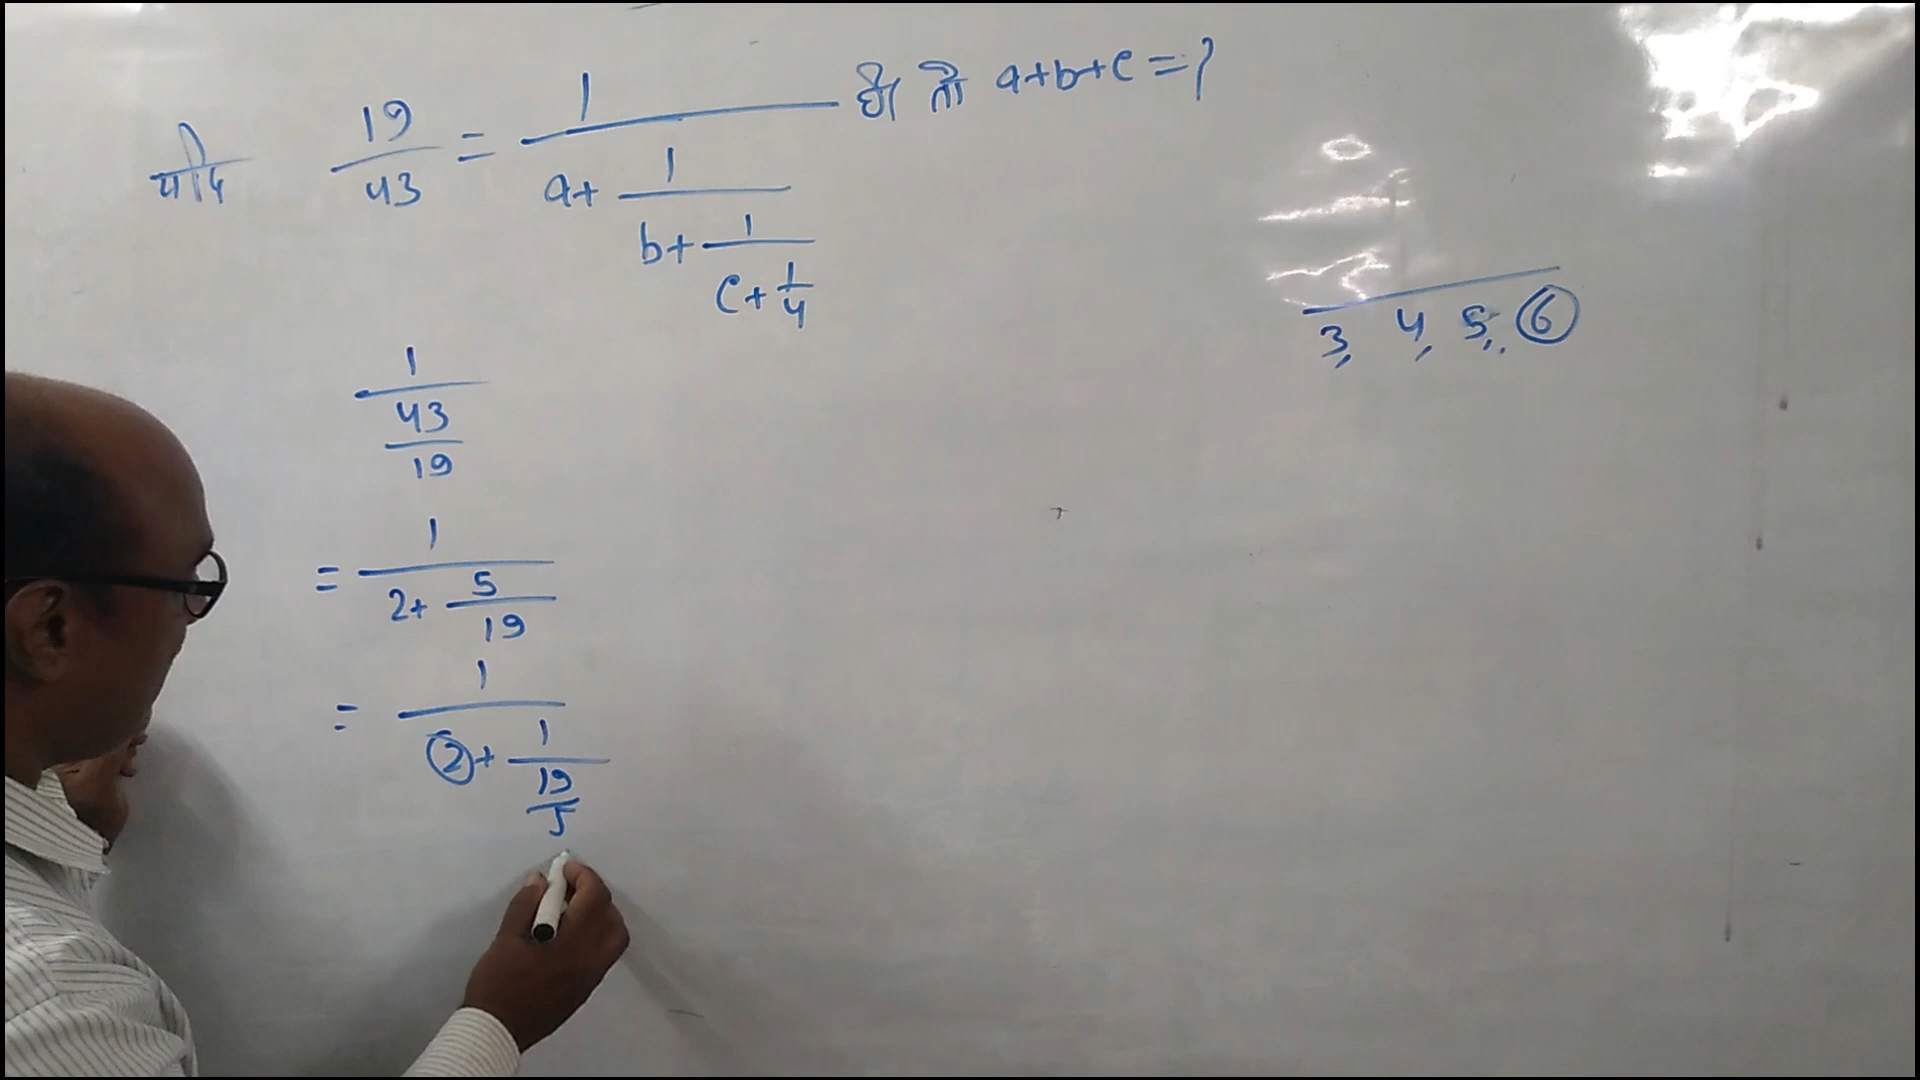 यदि 19/43 = 1/(a+1/(b+1/(c+1/4))) हो तो a+b+c=?
3, 4, 5, 6
1/(43/19)
= 1/(2+5/19)
= 1/(2+1/(19/5))